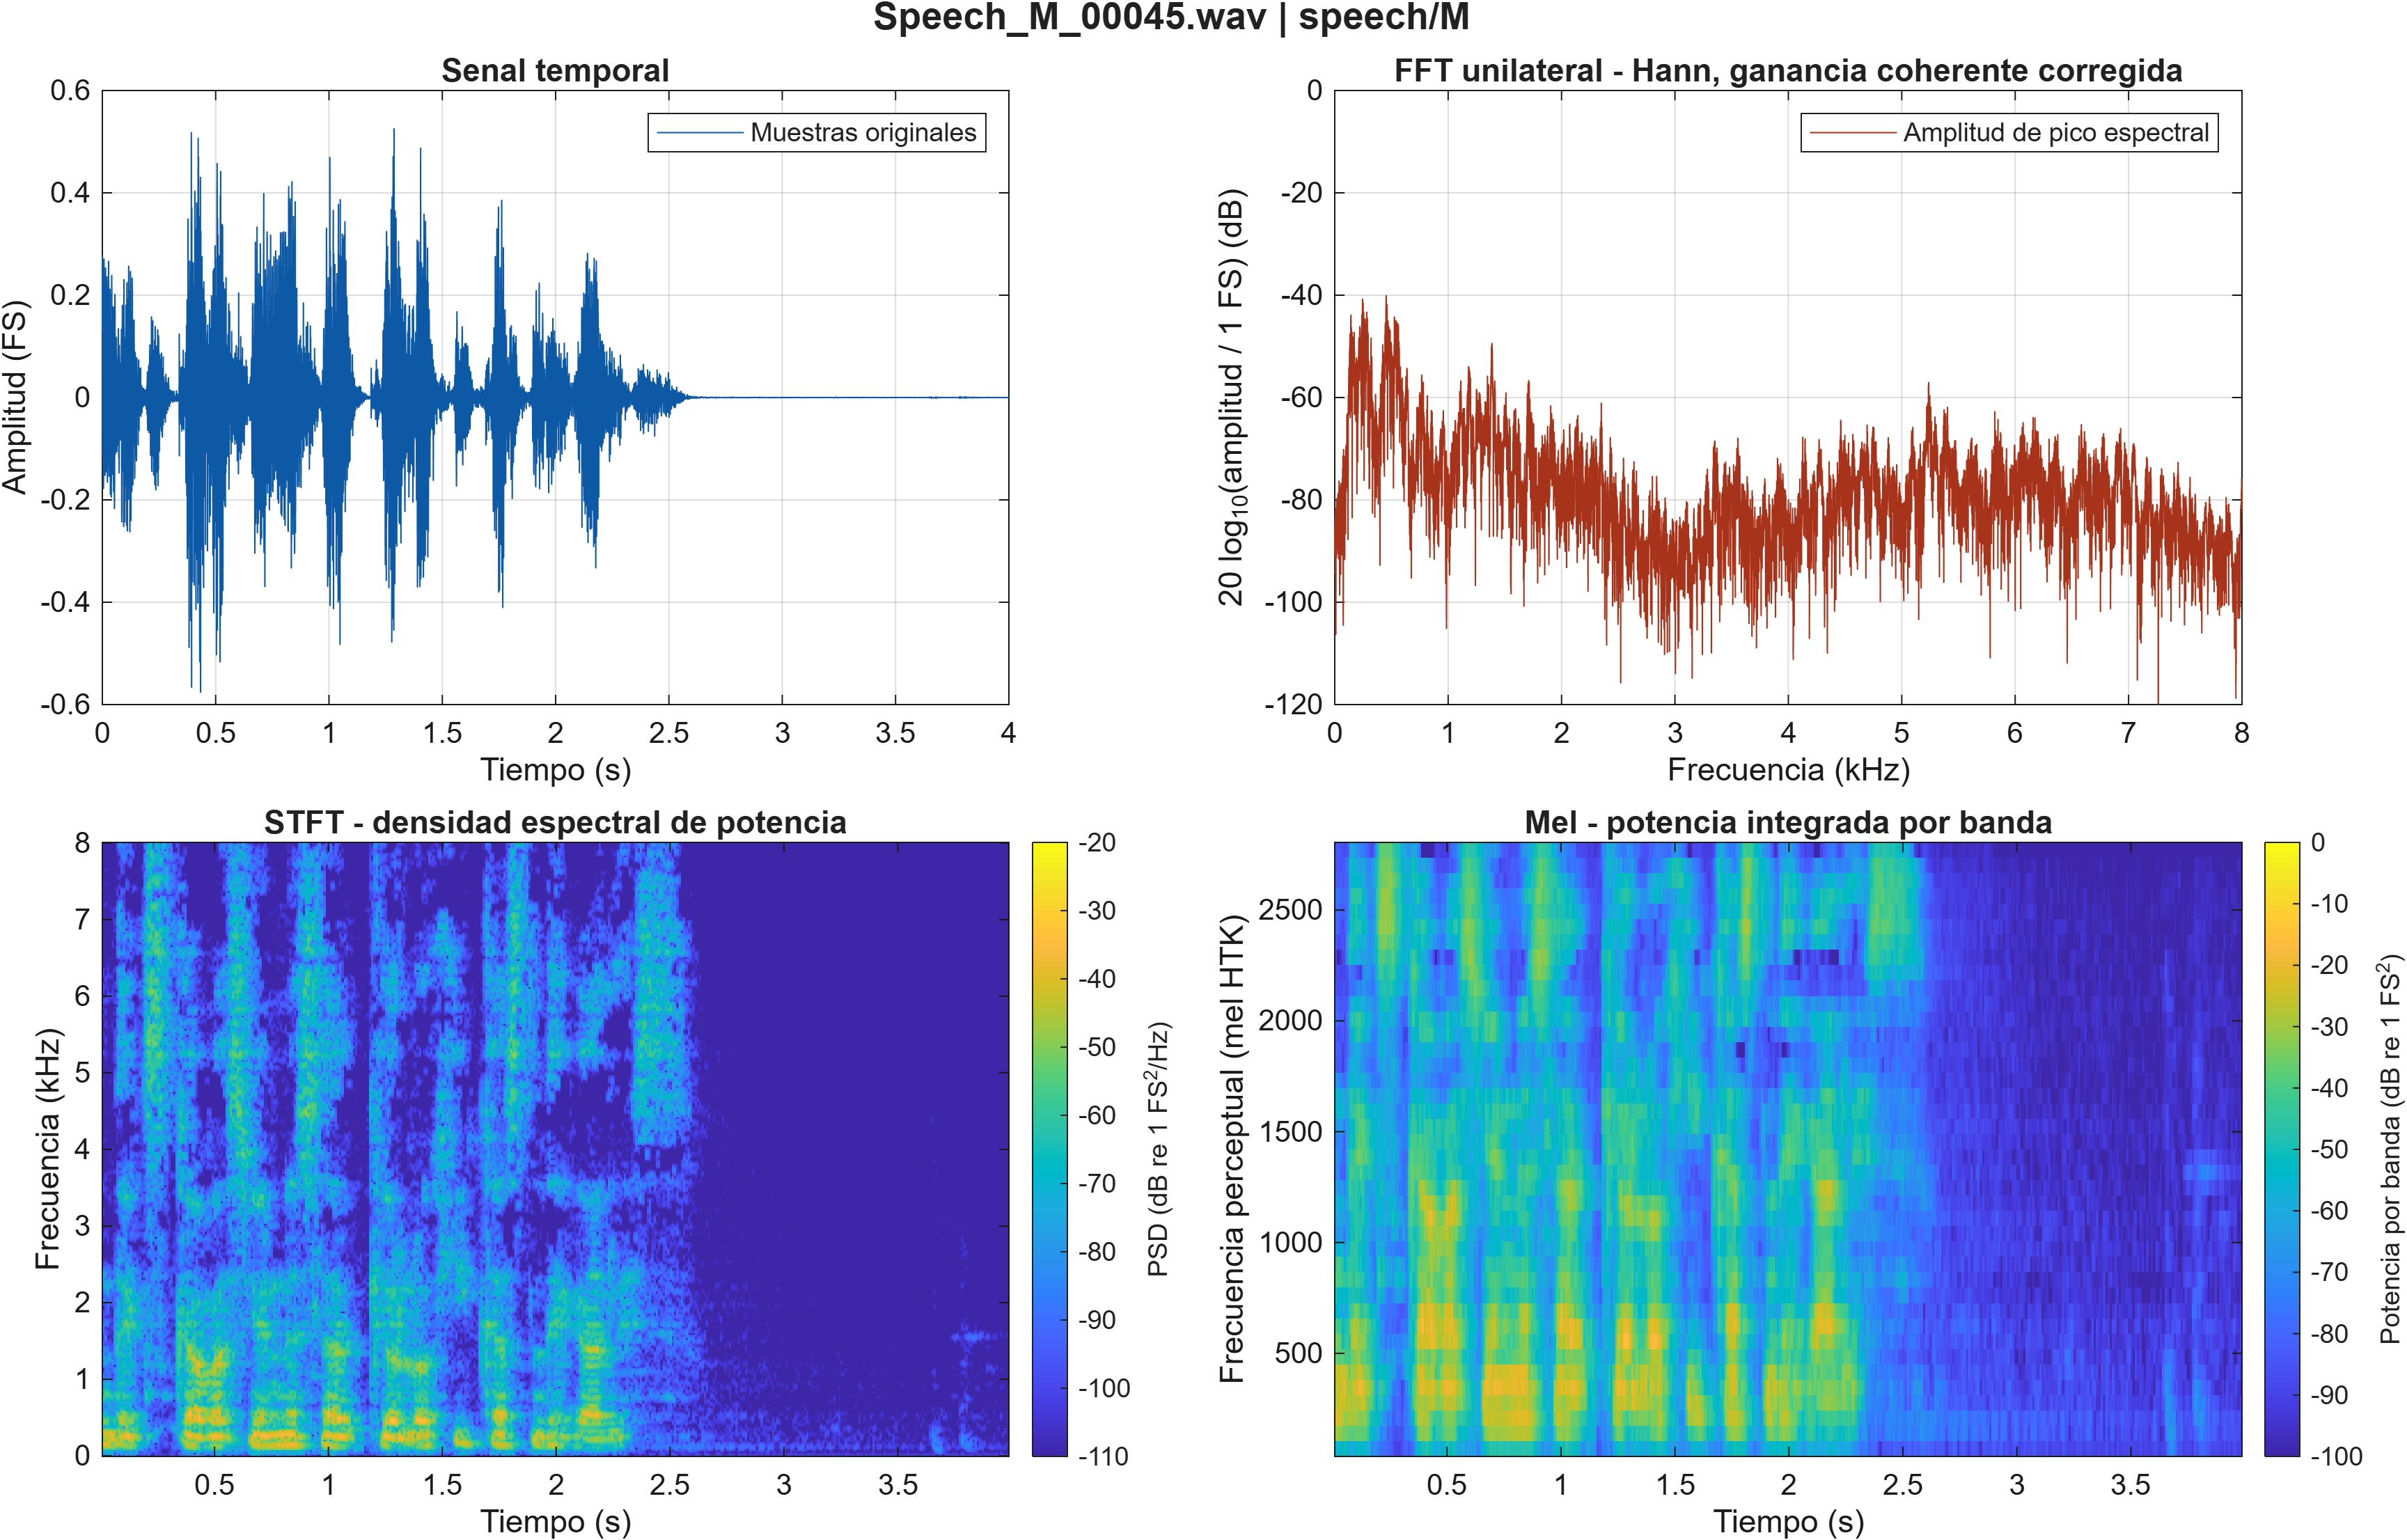 Speech_M_00045.wav | speech/M
Senal temporal
Muestras originales
0.6
0.4
0.2
0
-0.2
-0.4
-0.6
Amplitud (FS)
0 0.5 1 1.5 2 2.5 3 3.5 4
Tiempo (s)
FFT unilateral - Hann, ganancia coherente corregida
Amplitud de pico espectral
0
-20
-40
-60
-80
-100
-120
20 log10(amplitud / 1 FS) (dB)
0 1 2 3 4 5 6 7 8
Frecuencia (kHz)
STFT - densidad espectral de potencia
8
7
6
5
4
3
2
1
0
Frecuencia (kHz)
0.5 1 1.5 2 2.5 3 3.5
Tiempo (s)
-20
-30
-40
-50
-60
-70
-80
-90
-100
-110
PSD (dB re 1 FS²/Hz)
Mel - potencia integrada por banda
2500
2000
1500
1000
500
Frecuencia perceptual (mel HTK)
0.5 1 1.5 2 2.5 3 3.5
Tiempo (s)
0
-10
-20
-30
-40
-50
-60
-70
-80
-90
-100
Potencia por banda (dB re 1 FS²)